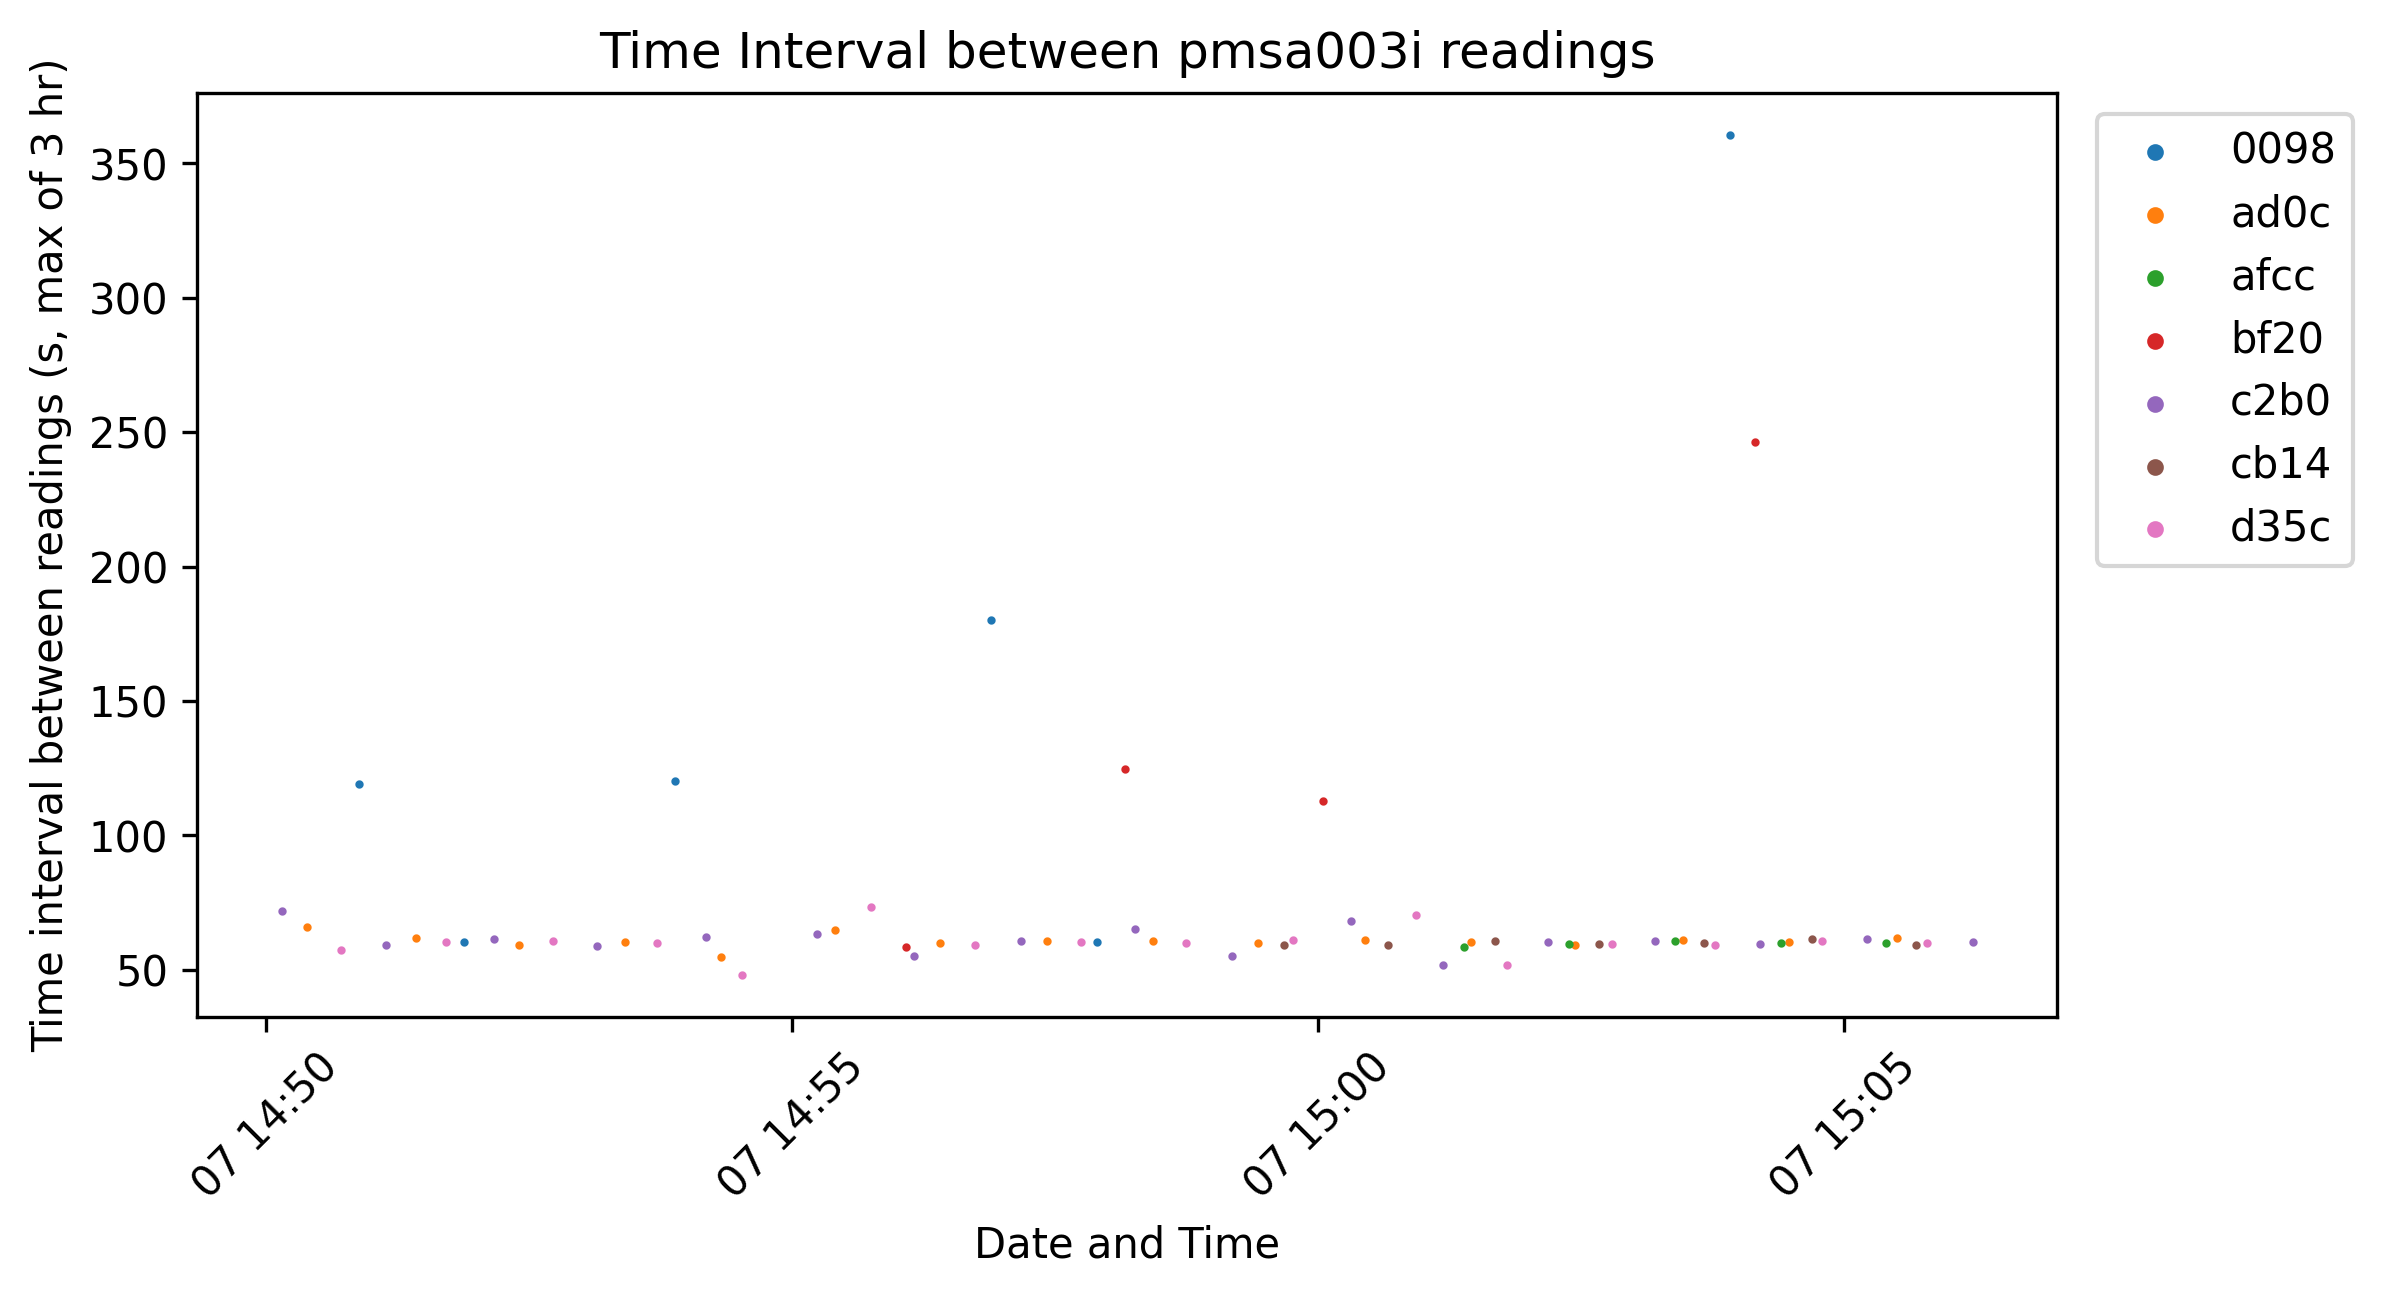 Time Interval between pmsa003i readings
Time interval between readings (s, max of 3 hr)
350
300
250
200
150
100
50
07 14:50
07 14:55
07 15:00
07 15:05
Date and Time
0098
ad0c
afcc
bf20
c2b0
cb14
d35c